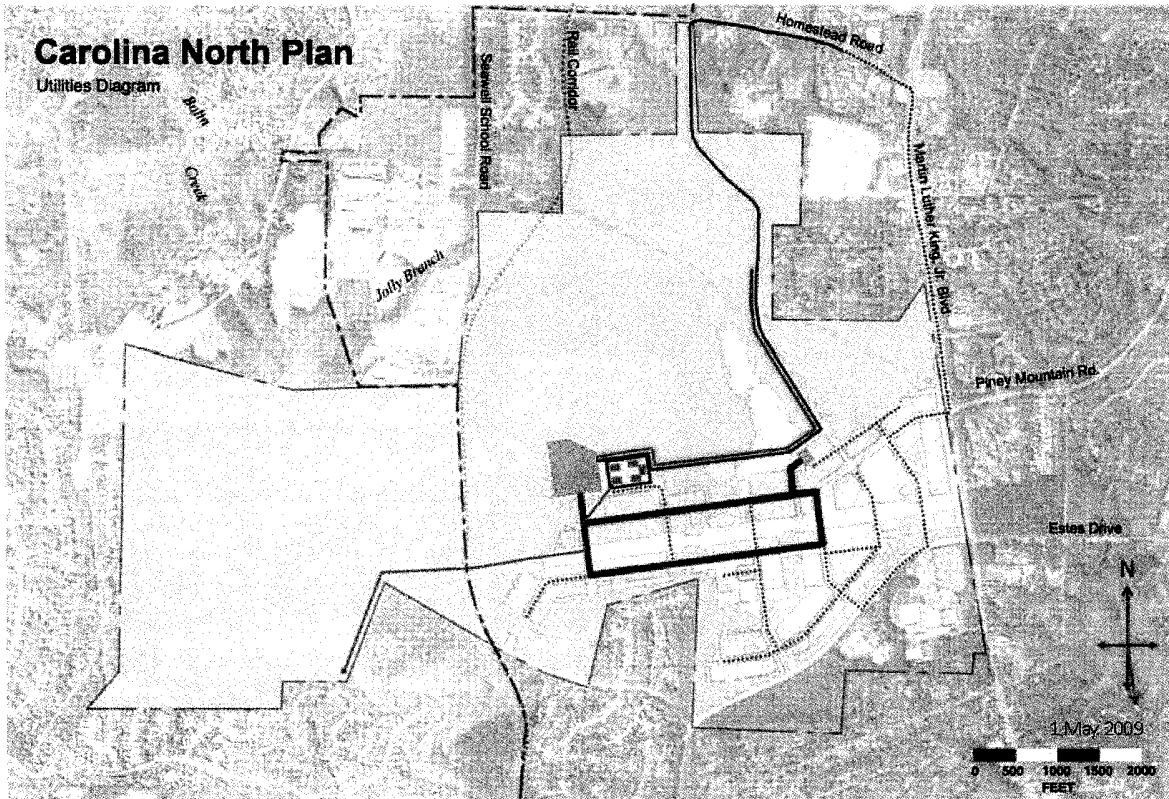 Carolina North Plan
Utilities Diagram
Bolin
Creek
Seawell School Road
Rail Corridor
Homestead Road
Martin Luther King, Jr. Blvd
Jolly Branch
Piney Mountain Rd.
Estes Drive
N
1 May 2009
0 500 1000 1500 2000
FEET